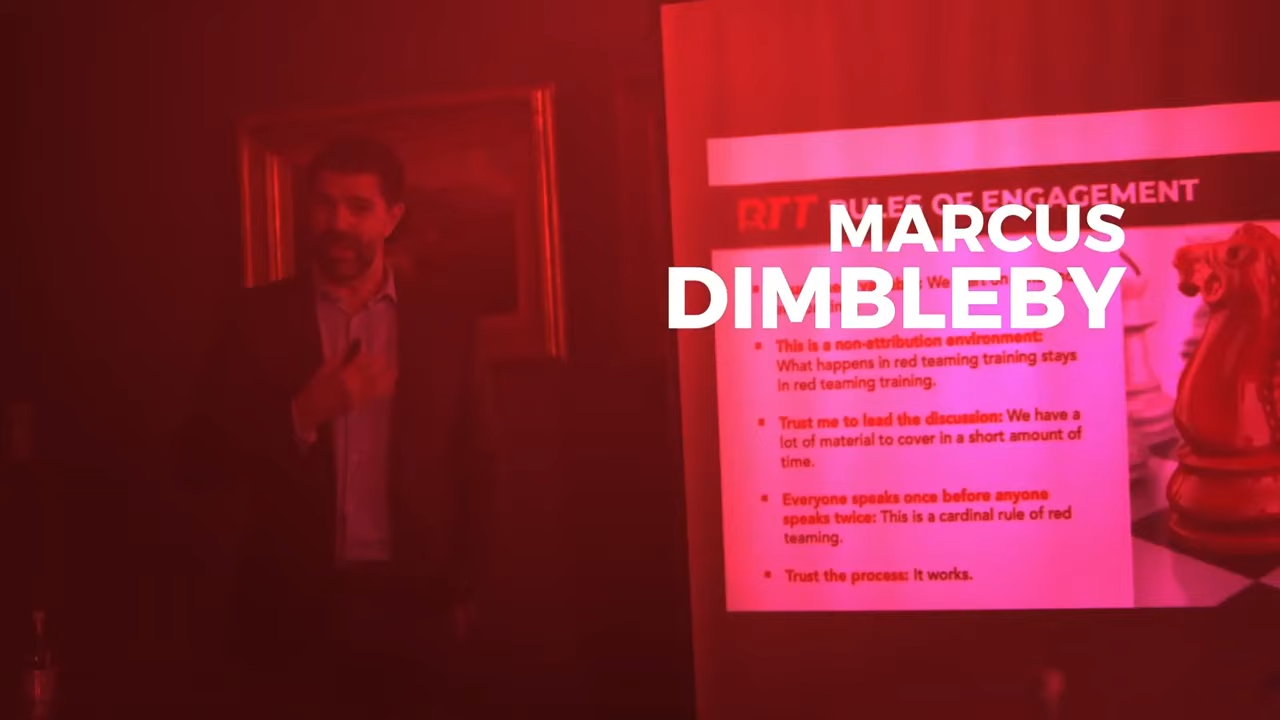 RTT RULES OF ENGAGEMENT
MARCUS
DIMBLEBY
We
This is a non-attribution environment:
What happens in red teaming training stays
in red teaming training.
Trust me to lead the discussion: We have a
lot of material to cover in a short amount of
time.
Everyone speaks once before anyone
speaks twice: This is a cardinal rule of red
teaming.
Trust the process: It works.